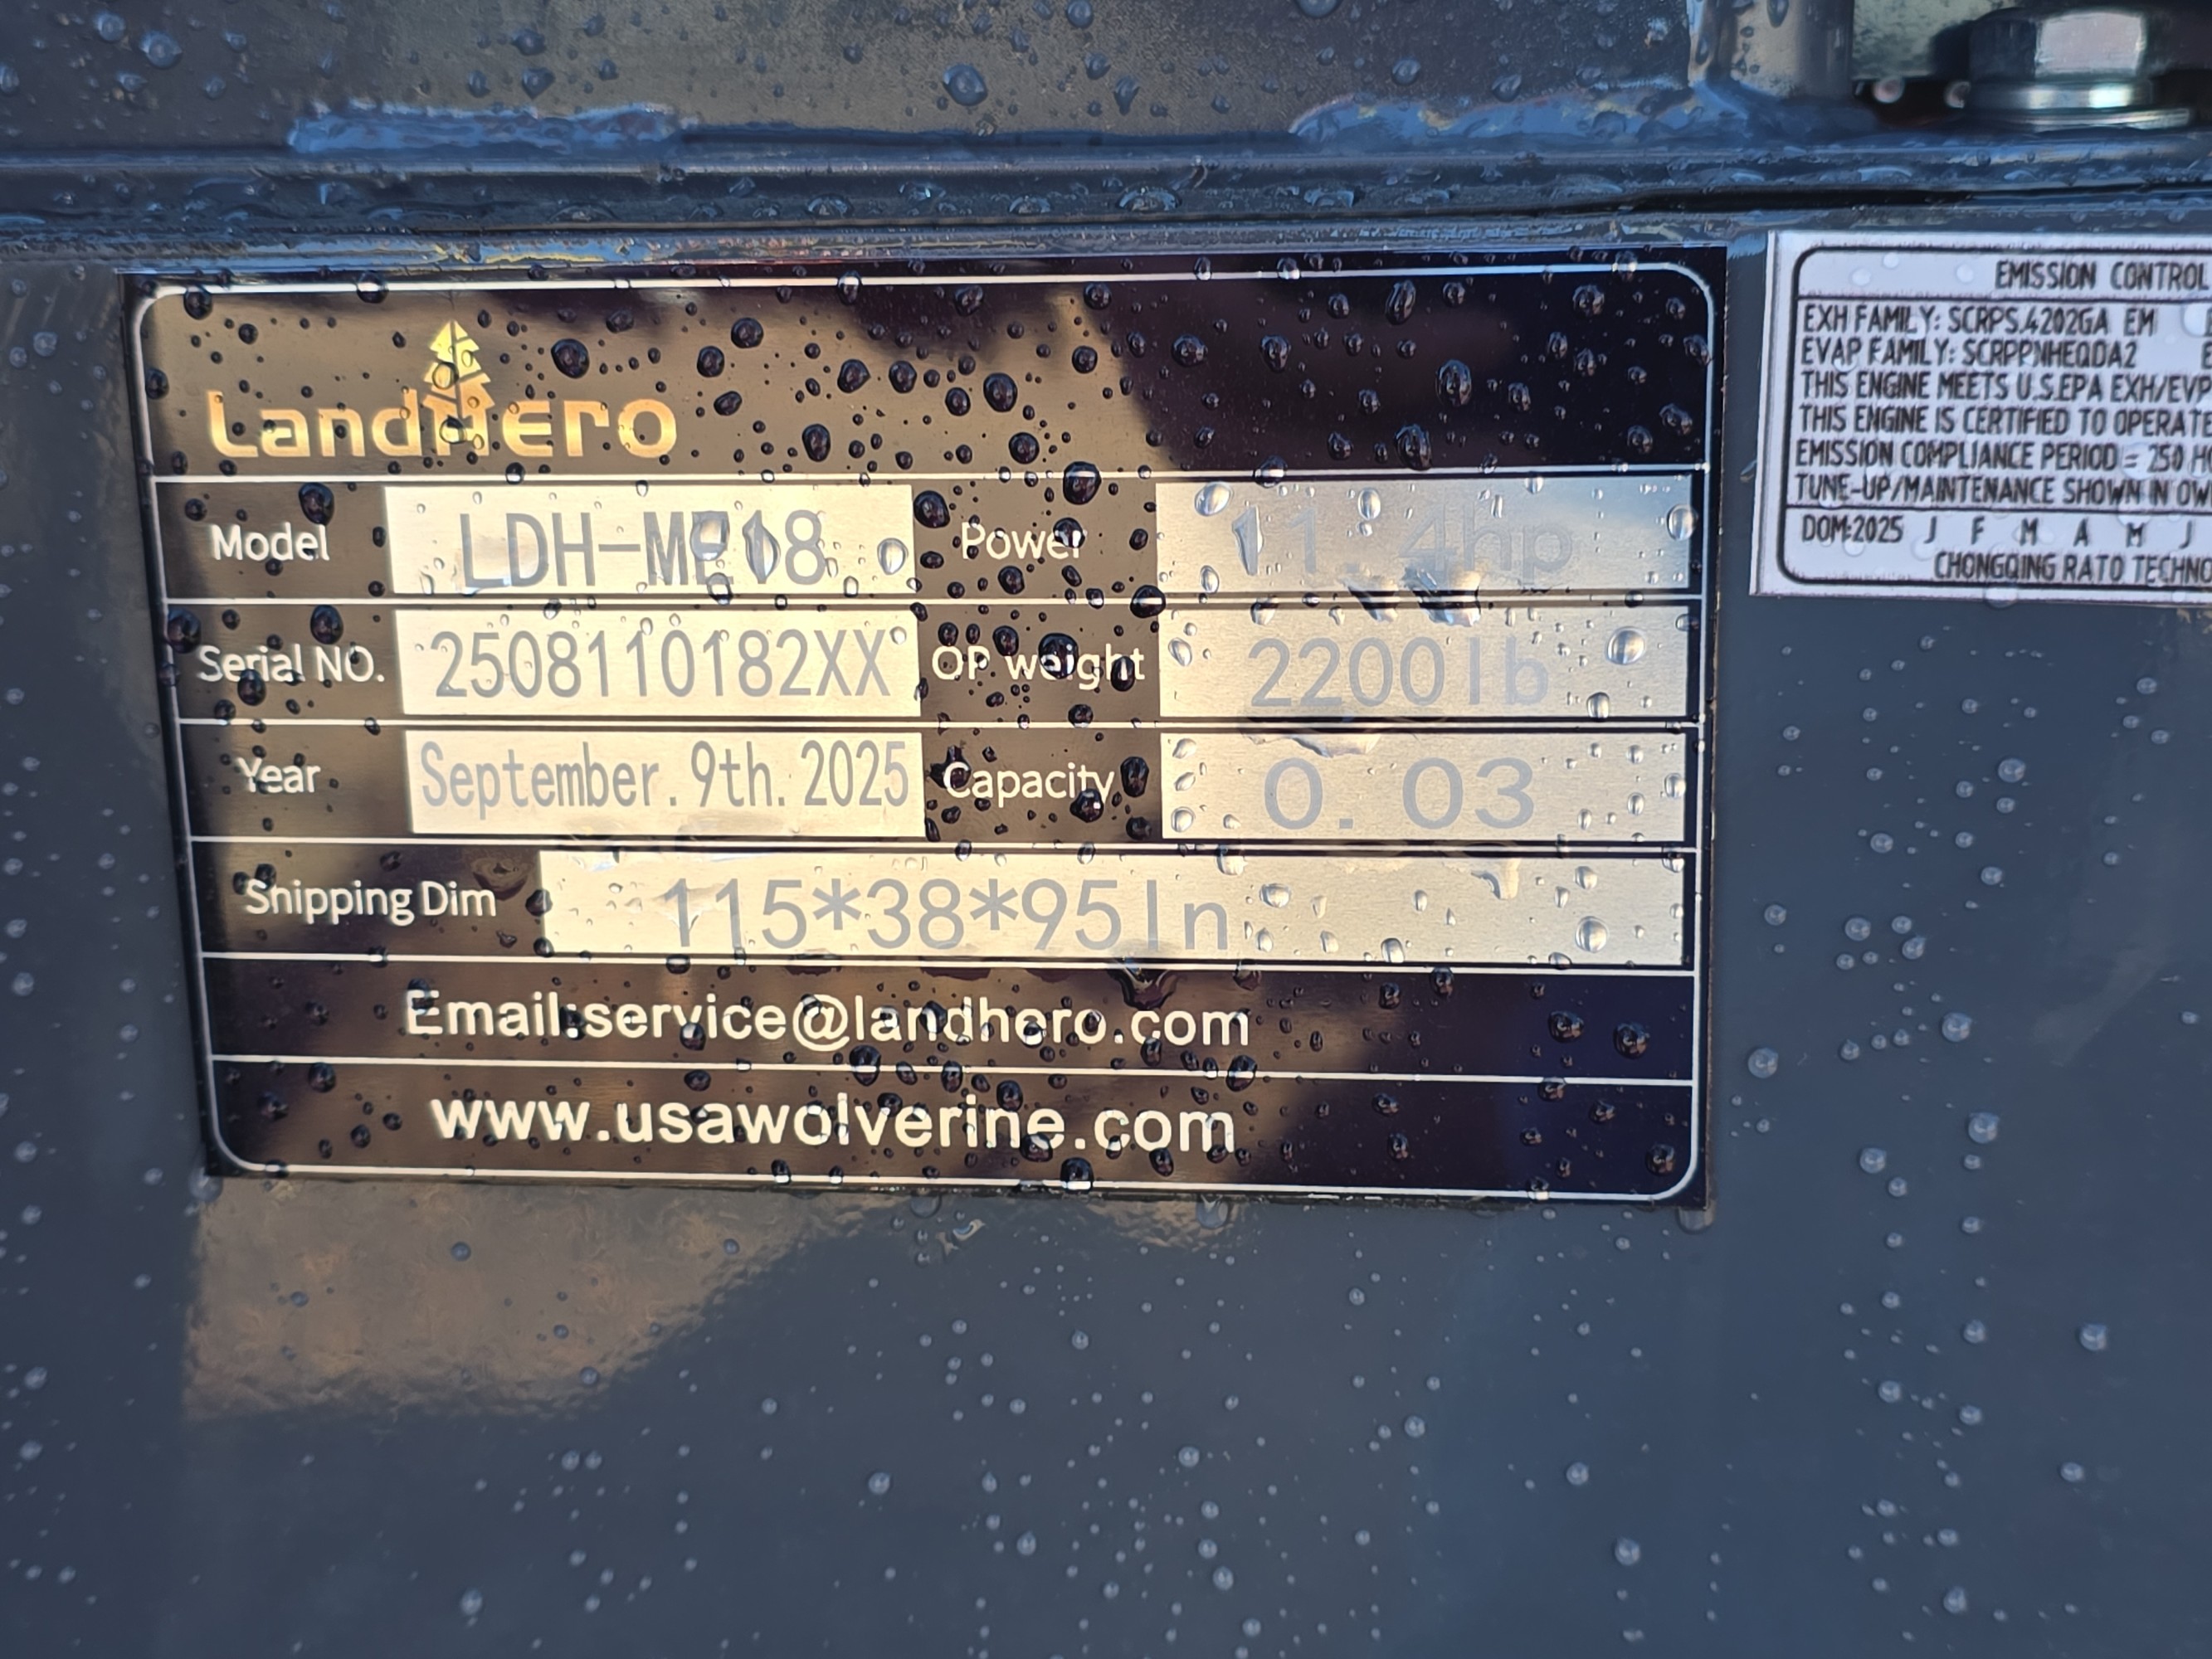 LandHero
Model LDH-ME18 Power 11.4hp
Serial NO. 2508110182XX OP weight 2200lb
Year September.9th.2025 Capacity 0.03
Shipping Dim 115*38*95In
Email:service@landhero.com
www.usawolverine.com
EMISSION CONTROL
EXH FAMILY: SCRPS.4202GA EM
EVAP FAMILY: SCRPPNHEQDA2
THIS ENGINE MEETS U.S.EPA EXH/EVP
THIS ENGINE IS CERTIFIED TO OPERATE
EMISSION COMPLIANCE PERIOD = 250
TUNE-UP/MAINTENANCE SHOWN IN
DOM:2025 J F M A M J
CHONGQING RATO